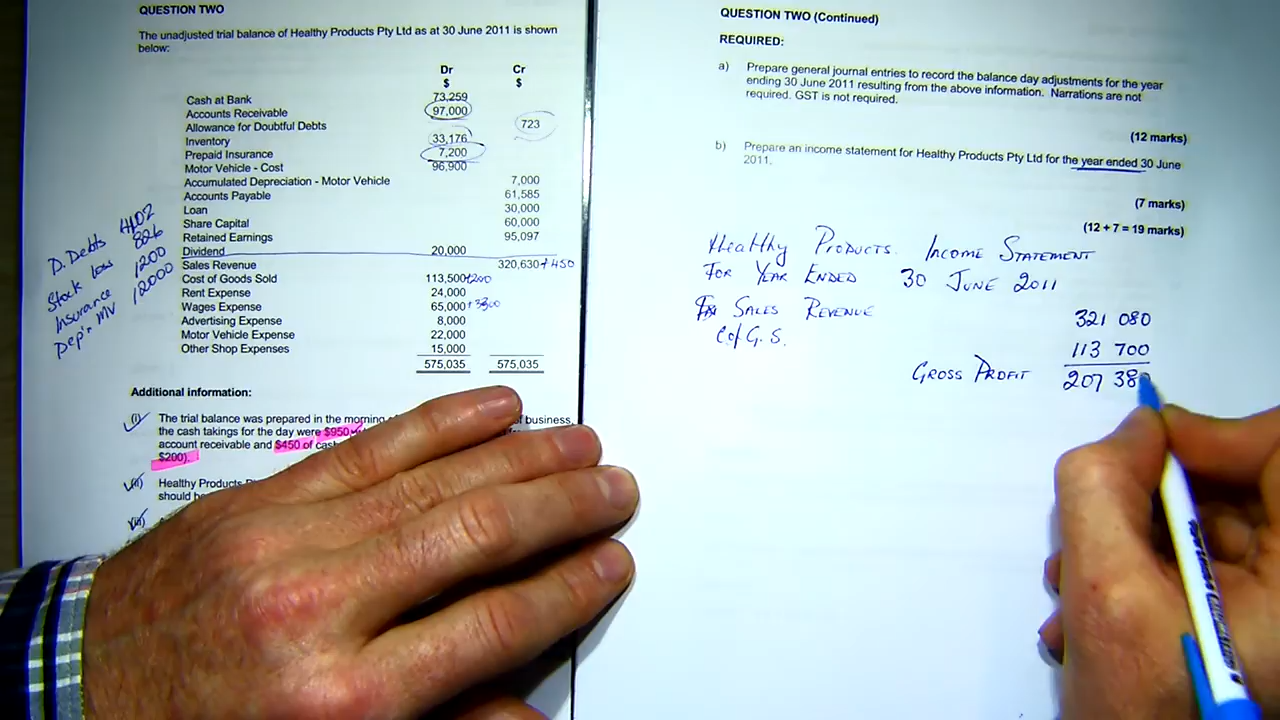 QUESTION TWO
The unadjusted trial balance of Healthy Products Pty Ltd as at 30 June 2011 is shown
below:
Dr Cr
$ $
Cash at Bank 73,259
Accounts Receivable 97,000
Allowance for Doubtful Debts 723
Inventory 33,176
Prepaid Insurance 7,200
Motor Vehicle - Cost 96,900
Accumulated Depreciation - Motor Vehicle 7,000
Accounts Payable 61,585
Loan 30,000
Share Capital 60,000
Retained Earnings 95,097
Dividend 20,000
Sales Revenue 320,630 +450
Cost of Goods Sold 113,500 +200
Rent Expense 24,000
Wages Expense 65,000 +3300
Advertising Expense 8,000
Motor Vehicle Expense 22,000
Other Shop Expenses 15,000
575,035 575,035
D. Debts 4102
Stock loss 826
Insurance 1200
Dep'n MV 12000
Additional information:
(i) The trial balance was prepared in the morning of business,
the cash takings for the day were $950
account receivable and $450 of
$200).
(ii) Healthy Products
should
(iii)
QUESTION TWO (Continued)
REQUIRED:
a) Prepare general journal entries to record the balance day adjustments for the year
ending 30 June 2011 resulting from the above information. Narrations are not
required. GST is not required.
(12 marks)
b) Prepare an income statement for Healthy Products Pty Ltd for the year ended 30 June
2011.
(7 marks)
(12 + 7 = 19 marks)
Healthy Products Income Statement
For Year Ended 30 June 2011
Sales Revenue 321 080
C of G. S. 113 700
Gross Profit 207 380